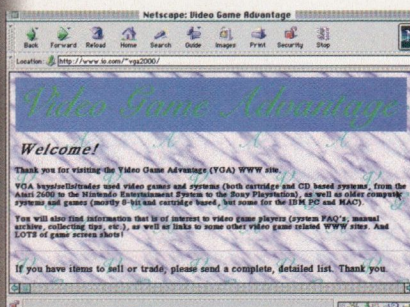 Netscape: Video Game Advantage
Back Forward Reload Home Search Guide Images Print Security Stop
Location: http://www.io.com/~vga2000/
Video Game Advantage
Welcome!
Thank you for visiting the Video Game Advantage (VGA) WWW site.
VGA buys/sells/trades used video games and systems (both cartridge and CD based systems, from the
Atari 2600 to the Nintendo Entertainment System to the Sony Playstation), as well as older computer
systems and games (mostly 8-bit and cartridge based, but some for the IBM PC and MAC).
You will also find information that is of interest to video game players (system FAQ's, manual
archive, collecting tips, etc.), as well as links to some other video game related WWW sites. And
LOTS of game screen shots!
If you have items to sell or trade, please send a complete, detailed list. Thank you.